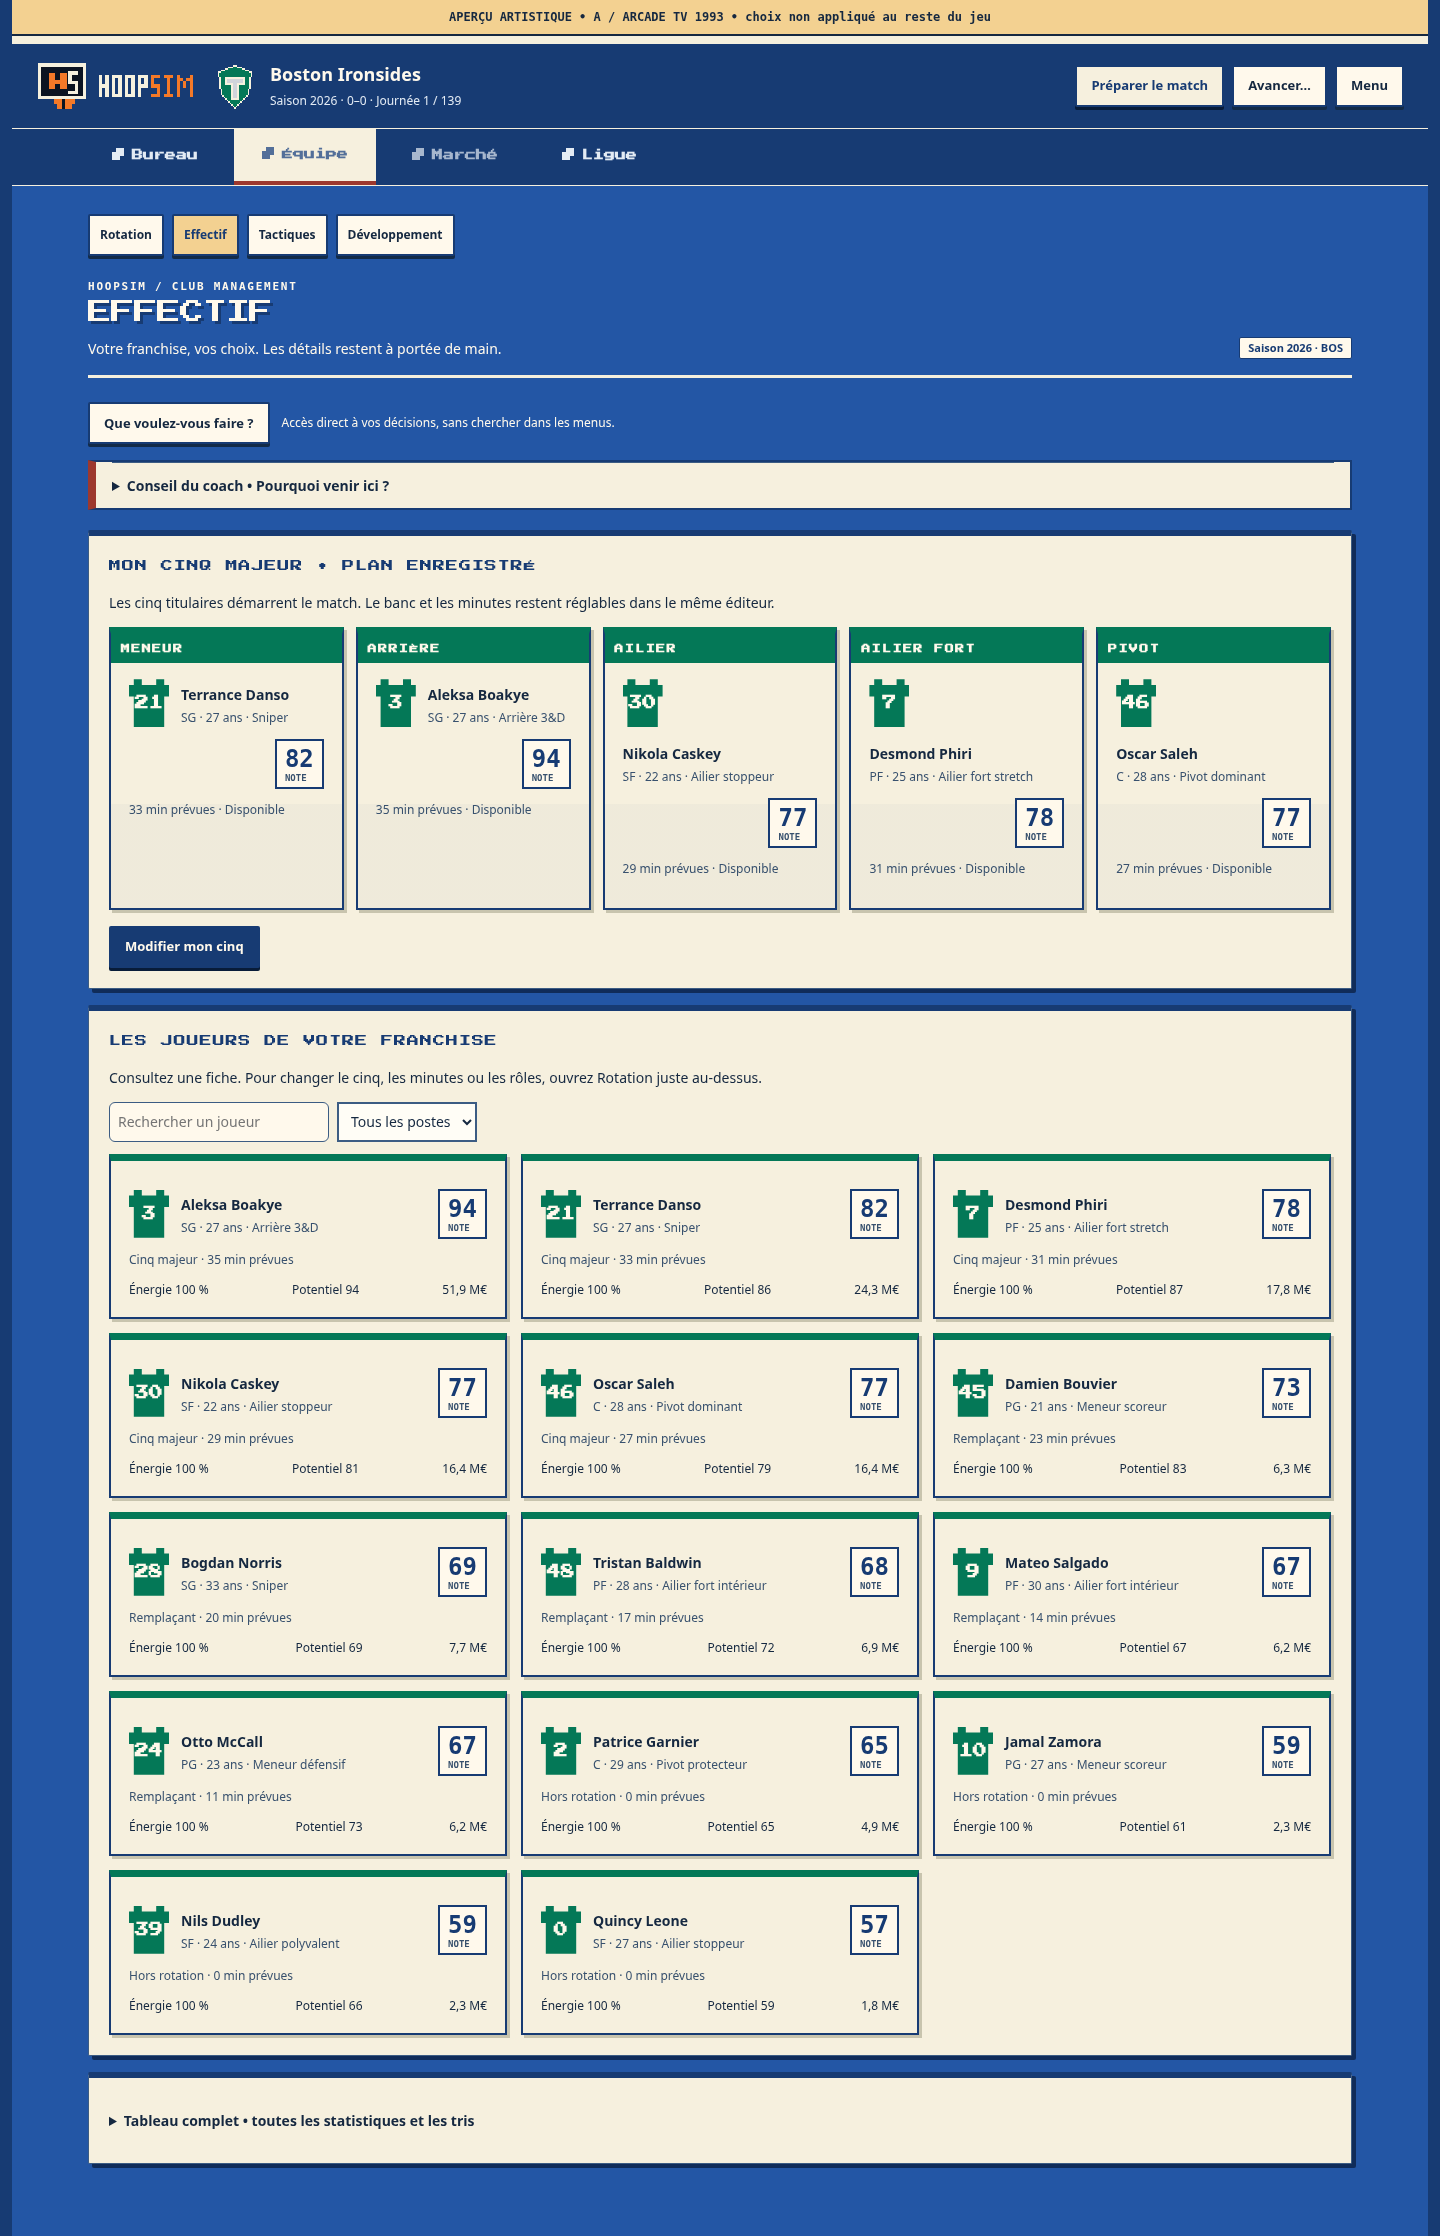 APERÇU ARTISTIQUE • A / ARCADE TV 1993 • choix non appliqué au reste du jeu
HS HOOPSIM
T
Boston Ironsides
Saison 2026 · 0–0 · Journée 1 / 139
Préparer le match
Avancer...
Menu
Bureau
Équipe
Marché
Ligue
Rotation
Effectif
Tactiques
Développement
HOOPSIM / CLUB MANAGEMENT
EFFECTIF
Votre franchise, vos choix. Les détails restent à portée de main.
Saison 2026 · BOS
Que voulez-vous faire ?
Accès direct à vos décisions, sans chercher dans les menus.
▶ Conseil du coach • Pourquoi venir ici ?
MON CINQ MAJEUR • PLAN ENREGISTRÉ
Les cinq titulaires démarrent le match. Le banc et les minutes restent réglables dans le même éditeur.
MENEUR
21
Terrance Danso
SG · 27 ans · Sniper
82
NOTE
33 min prévues · Disponible
ARRIÈRE
3
Aleksa Boakye
SG · 27 ans · Arrière 3&D
94
NOTE
35 min prévues · Disponible
AILIER
30
Nikola Caskey
SF · 22 ans · Ailier stoppeur
77
NOTE
29 min prévues · Disponible
AILIER FORT
7
Desmond Phiri
PF · 25 ans · Ailier fort stretch
78
NOTE
31 min prévues · Disponible
PIVOT
46
Oscar Saleh
C · 28 ans · Pivot dominant
77
NOTE
27 min prévues · Disponible
Modifier mon cinq
LES JOUEURS DE VOTRE FRANCHISE
Consultez une fiche. Pour changer le cinq, les minutes ou les rôles, ouvrez Rotation juste au-dessus.
Rechercher un joueur
Tous les postes
3
Aleksa Boakye
SG · 27 ans · Arrière 3&D
94
NOTE
Cinq majeur · 35 min prévues
Énergie 100 % Potentiel 94 51,9 M€
21
Terrance Danso
SG · 27 ans · Sniper
82
NOTE
Cinq majeur · 33 min prévues
Énergie 100 % Potentiel 86 24,3 M€
7
Desmond Phiri
PF · 25 ans · Ailier fort stretch
78
NOTE
Cinq majeur · 31 min prévues
Énergie 100 % Potentiel 87 17,8 M€
30
Nikola Caskey
SF · 22 ans · Ailier stoppeur
77
NOTE
Cinq majeur · 29 min prévues
Énergie 100 % Potentiel 81 16,4 M€
46
Oscar Saleh
C · 28 ans · Pivot dominant
77
NOTE
Cinq majeur · 27 min prévues
Énergie 100 % Potentiel 79 16,4 M€
45
Damien Bouvier
PG · 21 ans · Meneur scoreur
73
NOTE
Remplaçant · 23 min prévues
Énergie 100 % Potentiel 83 6,3 M€
28
Bogdan Norris
SG · 33 ans · Sniper
69
NOTE
Remplaçant · 20 min prévues
Énergie 100 % Potentiel 69 7,7 M€
48
Tristan Baldwin
PF · 28 ans · Ailier fort intérieur
68
NOTE
Remplaçant · 17 min prévues
Énergie 100 % Potentiel 72 6,9 M€
9
Mateo Salgado
PF · 30 ans · Ailier fort intérieur
67
NOTE
Remplaçant · 14 min prévues
Énergie 100 % Potentiel 67 6,2 M€
24
Otto McCall
PG · 23 ans · Meneur défensif
67
NOTE
Remplaçant · 11 min prévues
Énergie 100 % Potentiel 73 6,2 M€
2
Patrice Garnier
C · 29 ans · Pivot protecteur
65
NOTE
Hors rotation · 0 min prévues
Énergie 100 % Potentiel 65 4,9 M€
10
Jamal Zamora
PG · 27 ans · Meneur scoreur
59
NOTE
Hors rotation · 0 min prévues
Énergie 100 % Potentiel 61 2,3 M€
39
Nils Dudley
SF · 24 ans · Ailier polyvalent
59
NOTE
Hors rotation · 0 min prévues
Énergie 100 % Potentiel 66 2,3 M€
0
Quincy Leone
SF · 27 ans · Ailier stoppeur
57
NOTE
Hors rotation · 0 min prévues
Énergie 100 % Potentiel 59 1,8 M€
▶ Tableau complet • toutes les statistiques et les tris